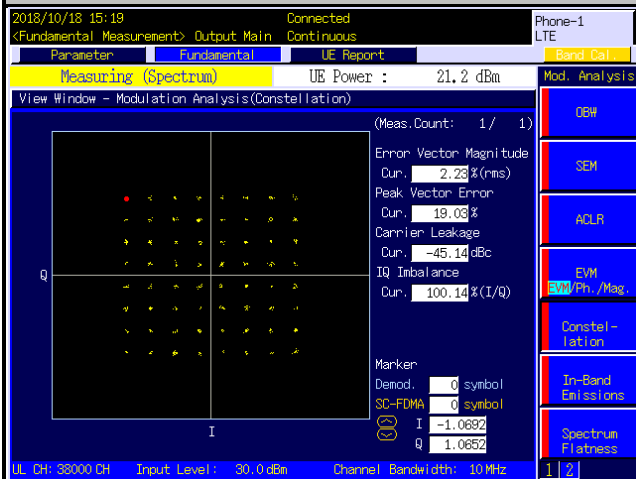 2018/10/18 15:19 Connected Phone-1
<Fundamental Measurement> Output Main Continuous LTE
Parameter Fundamental UE Report Band Cal.
Measuring (Spectrum) UE Power : 21.2 dBm Mod. Analysis
View Window - Modulation Analysis(Constellation)
OBW
(Meas.Count: 1/ 1)
Error Vector Magnitude
Cur. 2.23 %(rms)
SEM
Peak Vector Error
Cur. 19.03 %
Carrier Leakage
ACLR
Cur. -45.14 dBc
IQ Imbalance
Cur. 100.14 %(I/Q)
EVM
EVM/Ph./Mag.
Q
Constel-
lation
Marker
Demod. 0 symbol
SC-FDMA 0 symbol
I -1.0692
Q 1.0652
In-Band
Emissions
I
Spectrum
Flatness
UL CH: 38000 CH Input Level: 30.0 dBm Channel Bandwidth: 10 MHz 1 2